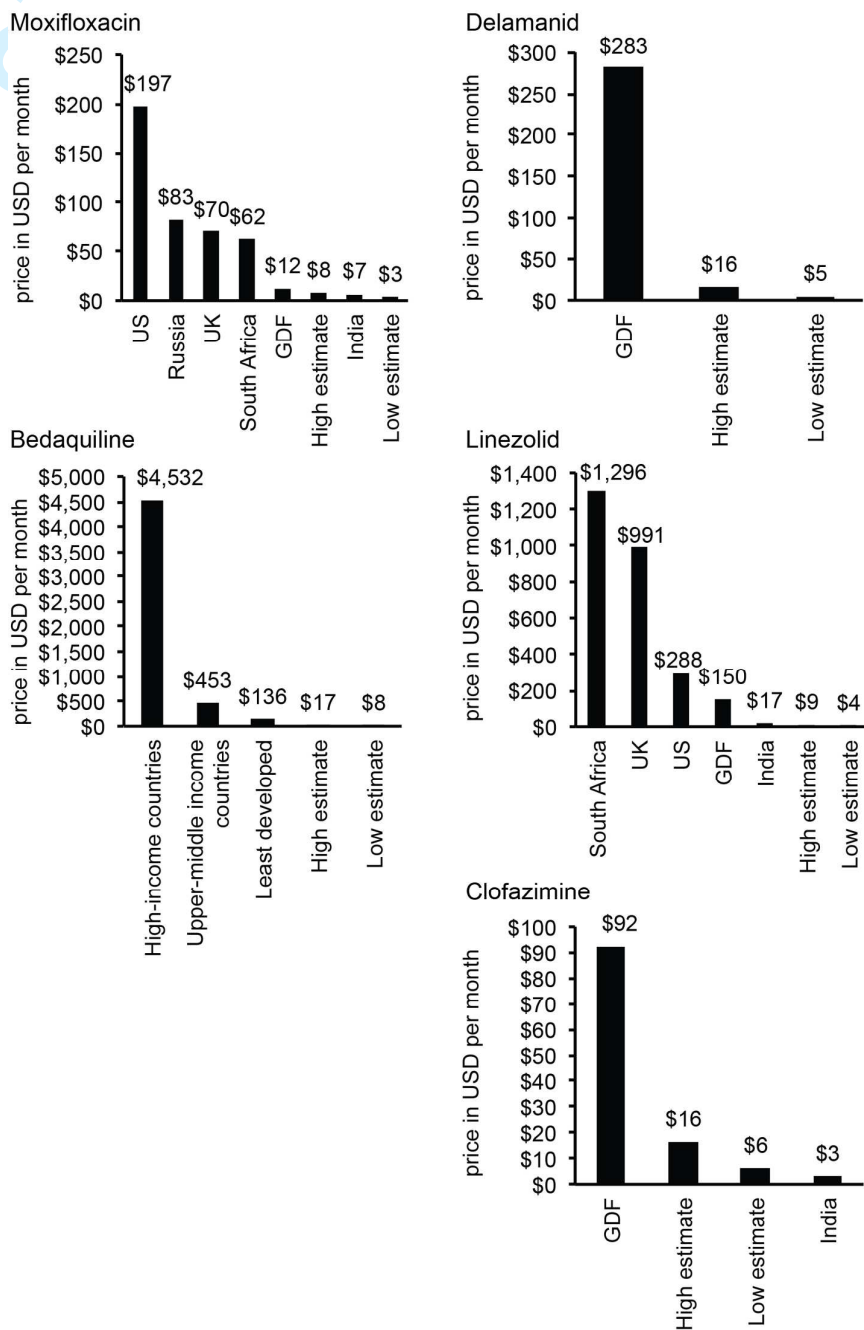 Moxifloxacin
price in USD per month
$250
$200
$150
$100
$50
$0
$197
$83
$70
$62
$12
$8
$7
$3
US
Russia
UK
South Africa
GDF
High estimate
India
Low estimate
Delamanid
price in USD per month
$300
$250
$200
$150
$100
$50
$0
$283
$16
$5
GDF
High estimate
Low estimate
Bedaquiline
price in USD per month
$5,000
$4,500
$4,000
$3,500
$3,000
$2,500
$2,000
$1,500
$1,000
$500
$0
$4,532
$453
$136
$17
$8
High-income countries
Upper-middle income
countries
Least developed
High estimate
Low estimate
Linezolid
price in USD per month
$1,400
$1,200
$1,000
$800
$600
$400
$200
$0
$1,296
$991
$288
$150
$17
$9
$4
South Africa
UK
US
GDF
India
High estimate
Low estimate
Clofazimine
price in USD per month
$100
$90
$80
$70
$60
$50
$40
$30
$20
$10
$0
$92
$16
$6
$3
GDF
High estimate
Low estimate
India